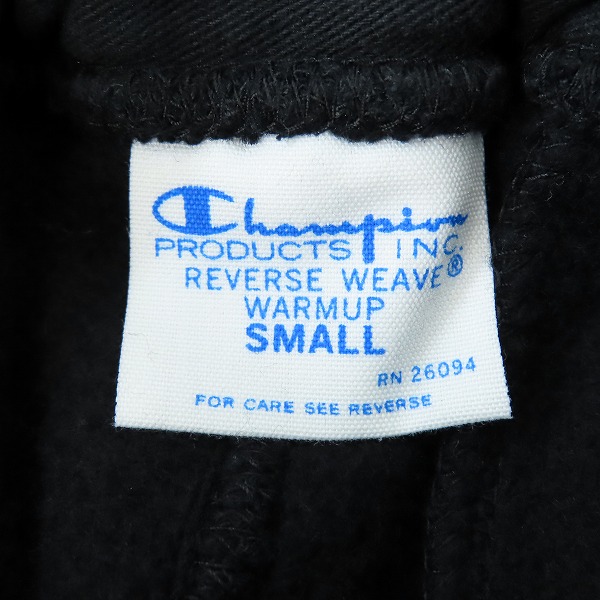 Champion
PRODUCTS INC.
REVERSE WEAVE®
WARMUP
SMALL
RN 26094
FOR CARE SEE REVERSE